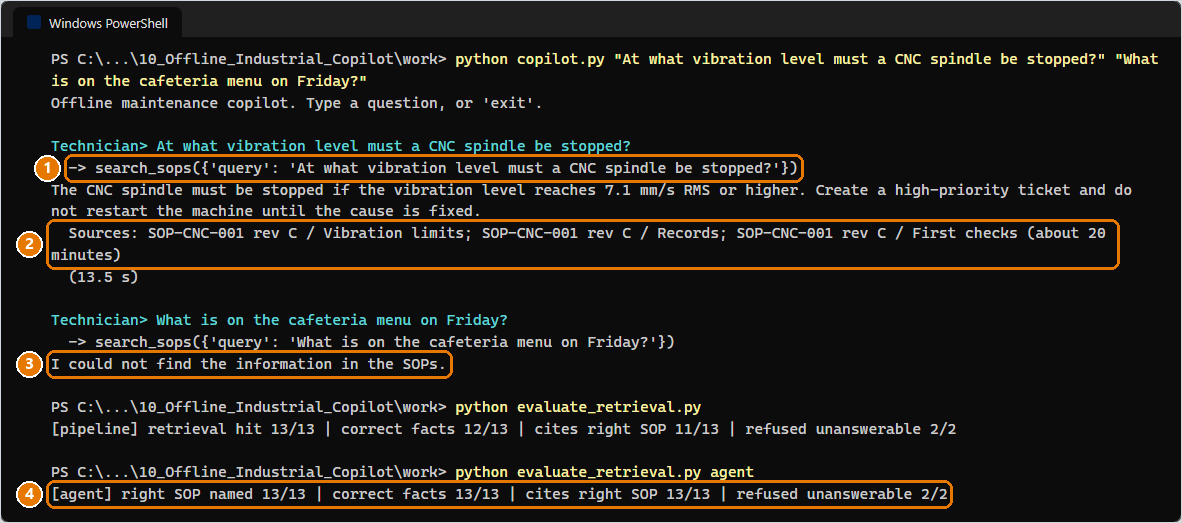 Windows PowerShell
PS C:\...\10_Offline_Industrial_Copilot\work> python copilot.py "At what vibration level must a CNC spindle be stopped?" "What
is on the cafeteria menu on Friday?"
Offline maintenance copilot. Type a question, or 'exit'.
Technician> At what vibration level must a CNC spindle be stopped?
1 -> search_sops({'query': 'At what vibration level must a CNC spindle be stopped?'})
The CNC spindle must be stopped if the vibration level reaches 7.1 mm/s RMS or higher. Create a high-priority ticket and do
not restart the machine until the cause is fixed.
2 Sources: SOP-CNC-001 rev C / Vibration limits; SOP-CNC-001 rev C / Records; SOP-CNC-001 rev C / First checks (about 20
minutes)
(13.5 s)
Technician> What is on the cafeteria menu on Friday?
-> search_sops({'query': 'What is on the cafeteria menu on Friday?'})
3 I could not find the information in the SOPs.
PS C:\...\10_Offline_Industrial_Copilot\work> python evaluate_retrieval.py
[pipeline] retrieval hit 13/13 | correct facts 12/13 | cites right SOP 11/13 | refused unanswerable 2/2
PS C:\...\10_Offline_Industrial_Copilot\work> python evaluate_retrieval.py agent
4 [agent] right SOP named 13/13 | correct facts 13/13 | cites right SOP 13/13 | refused unanswerable 2/2